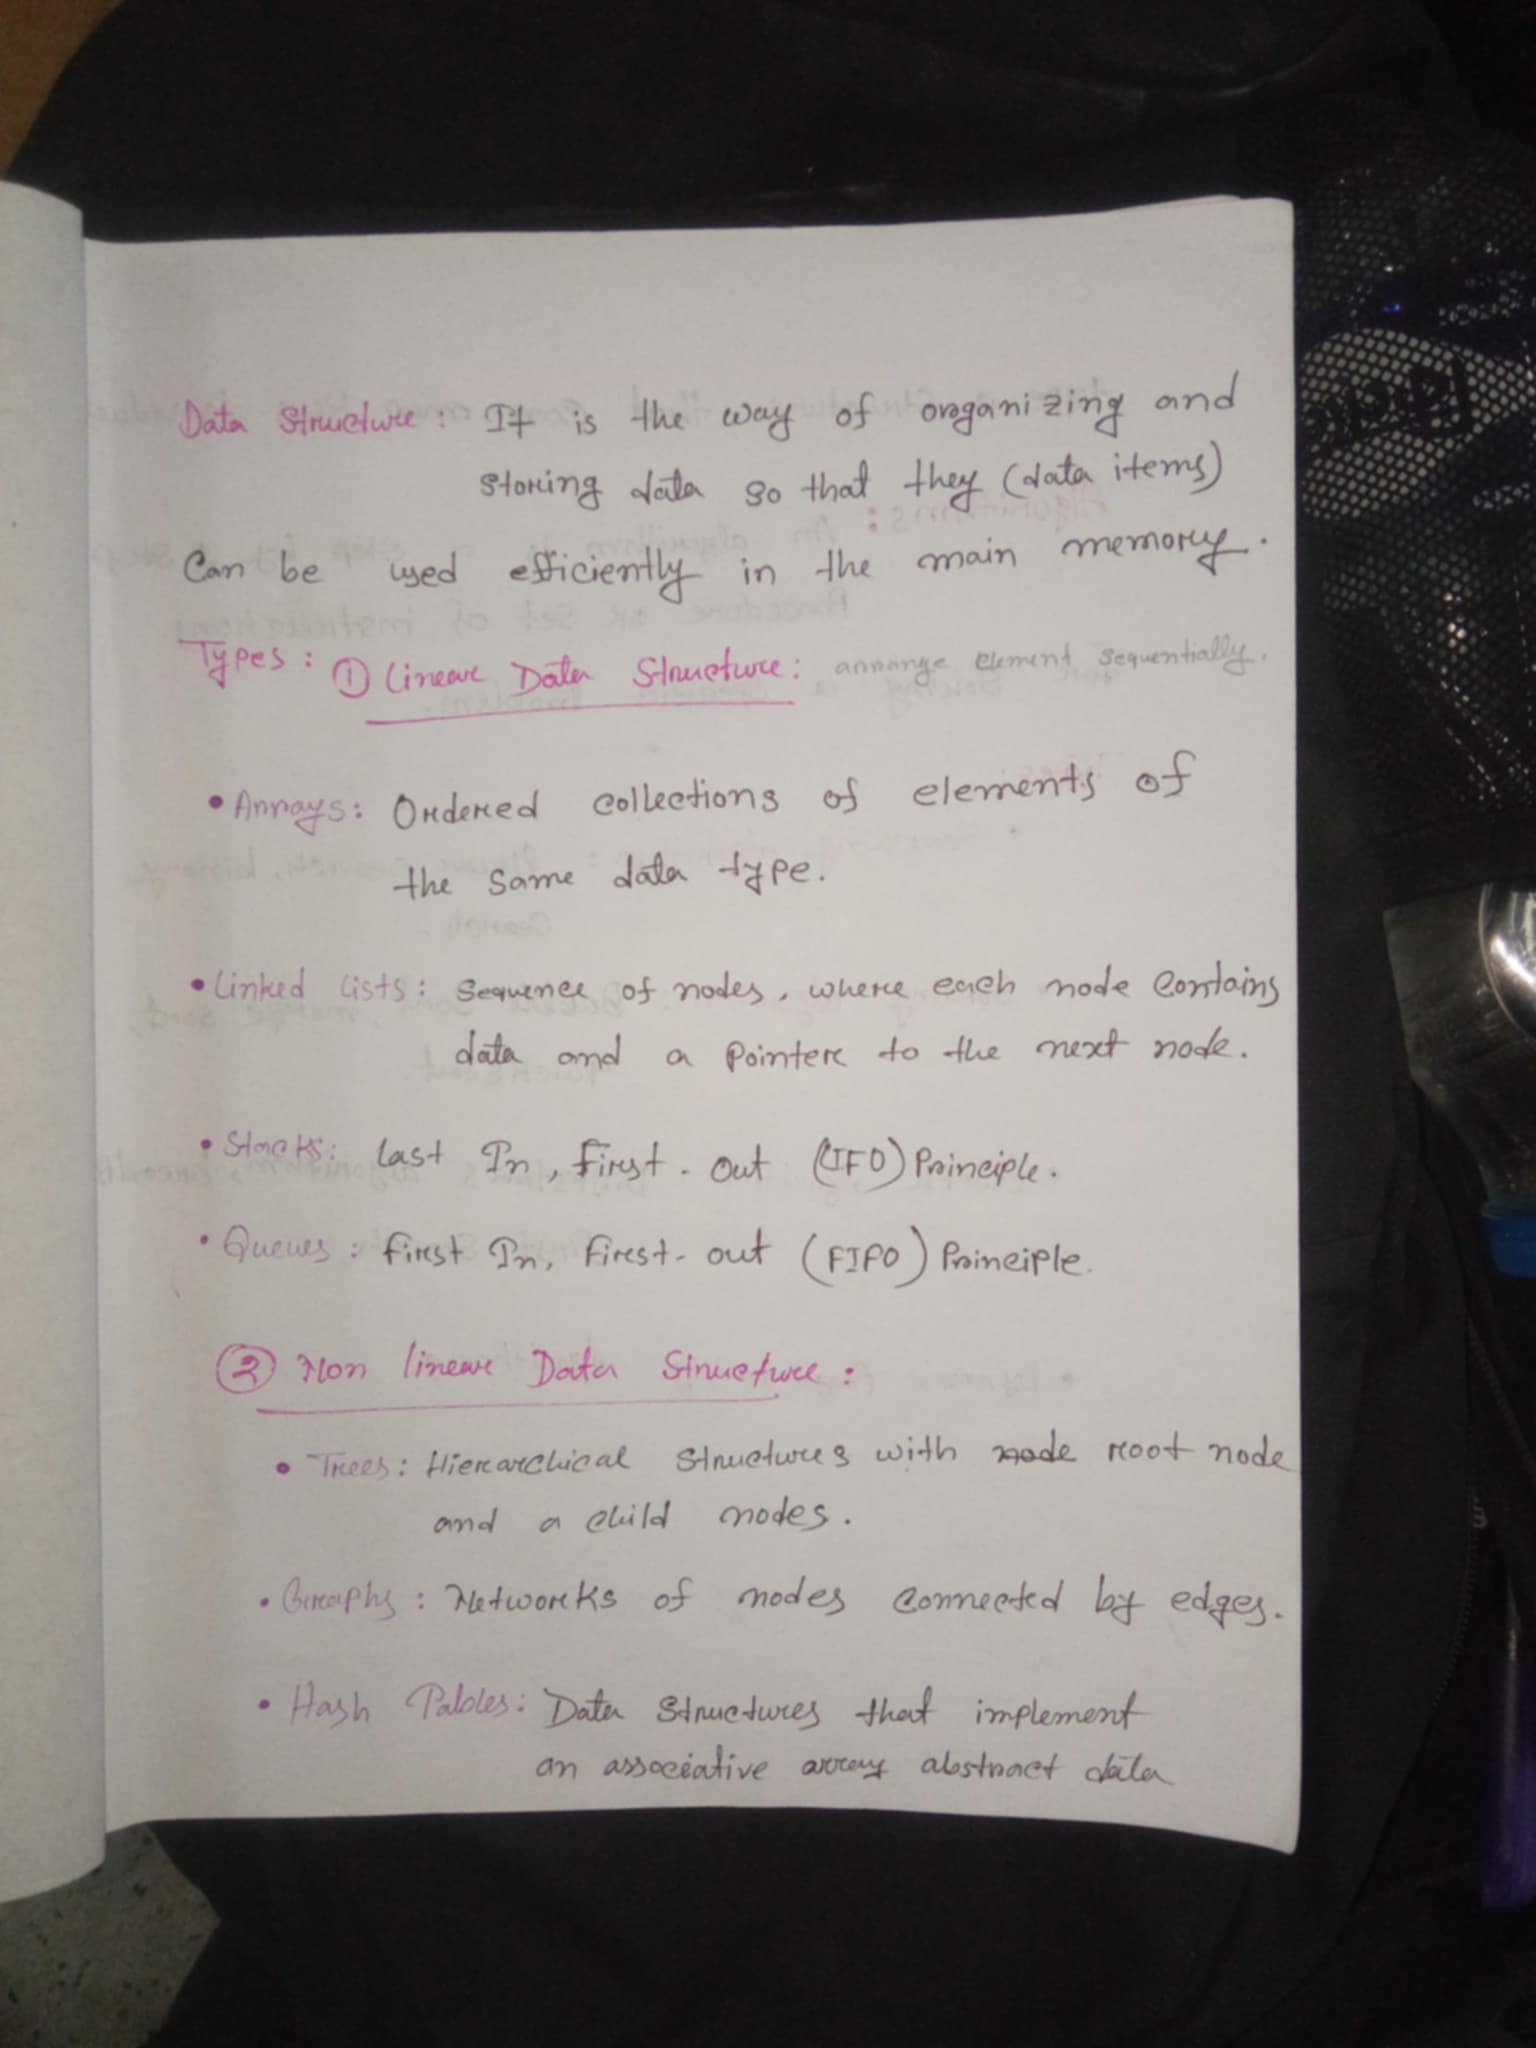 Data Structure: It is the way of organizing and
storing data so that they (data items)
Can be used efficiently in the main memory.
Types: ① Linear Data Structure: arrange element sequentially.
• Arrays: Ordered collections of elements of
the same data type.
• Linked Lists: Sequence of nodes, where each node Contains
data and a Pointer to the next node.
• Stacks: Last In, First-Out (LIFO) Principle.
• Queues: First In, First-out (FIFO) Principle.
② Non linear Data Structure:
• Trees: Hierarchical Structures with node root node
and a child nodes.
• Graphs: Networks of nodes Connected by edges.
• Hash Tables: Data Structures that implement
an associative array abstract data